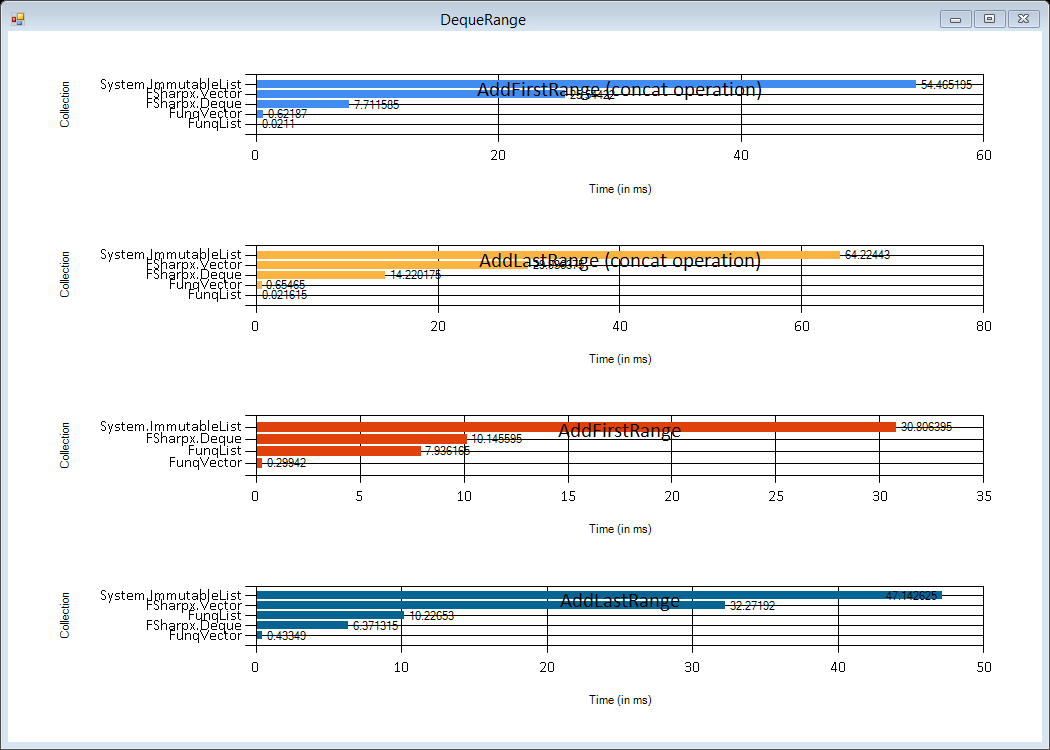 DequeRange
AddFirstRange (concat operation)
Collection
System.ImmutableList 54.465195
FSharpx.Vector
FSharpx.Deque 7.711585
FunqVector 0.62187
FunqList 0.0211
0 20 40 60
Time (in ms)
AddLastRange (concat operation)
Collection
System.ImmutableList 64.22443
FSharpx.Vector
FSharpx.Deque 14.220175
FunqVector 0.65465
FunqList 0.021615
0 20 40 60 80
Time (in ms)
AddFirstRange
Collection
System.ImmutableList 30.806395
FSharpx.Deque 10.145595
FunqList 7.936165
FunqVector 0.29942
0 5 10 15 20 25 30 35
Time (in ms)
AddLastRange
Collection
System.ImmutableList 47.142625
FSharpx.Vector 32.27192
FunqList 10.22653
FSharpx.Deque 6.371315
FunqVector 0.43349
0 10 20 30 40 50
Time (in ms)